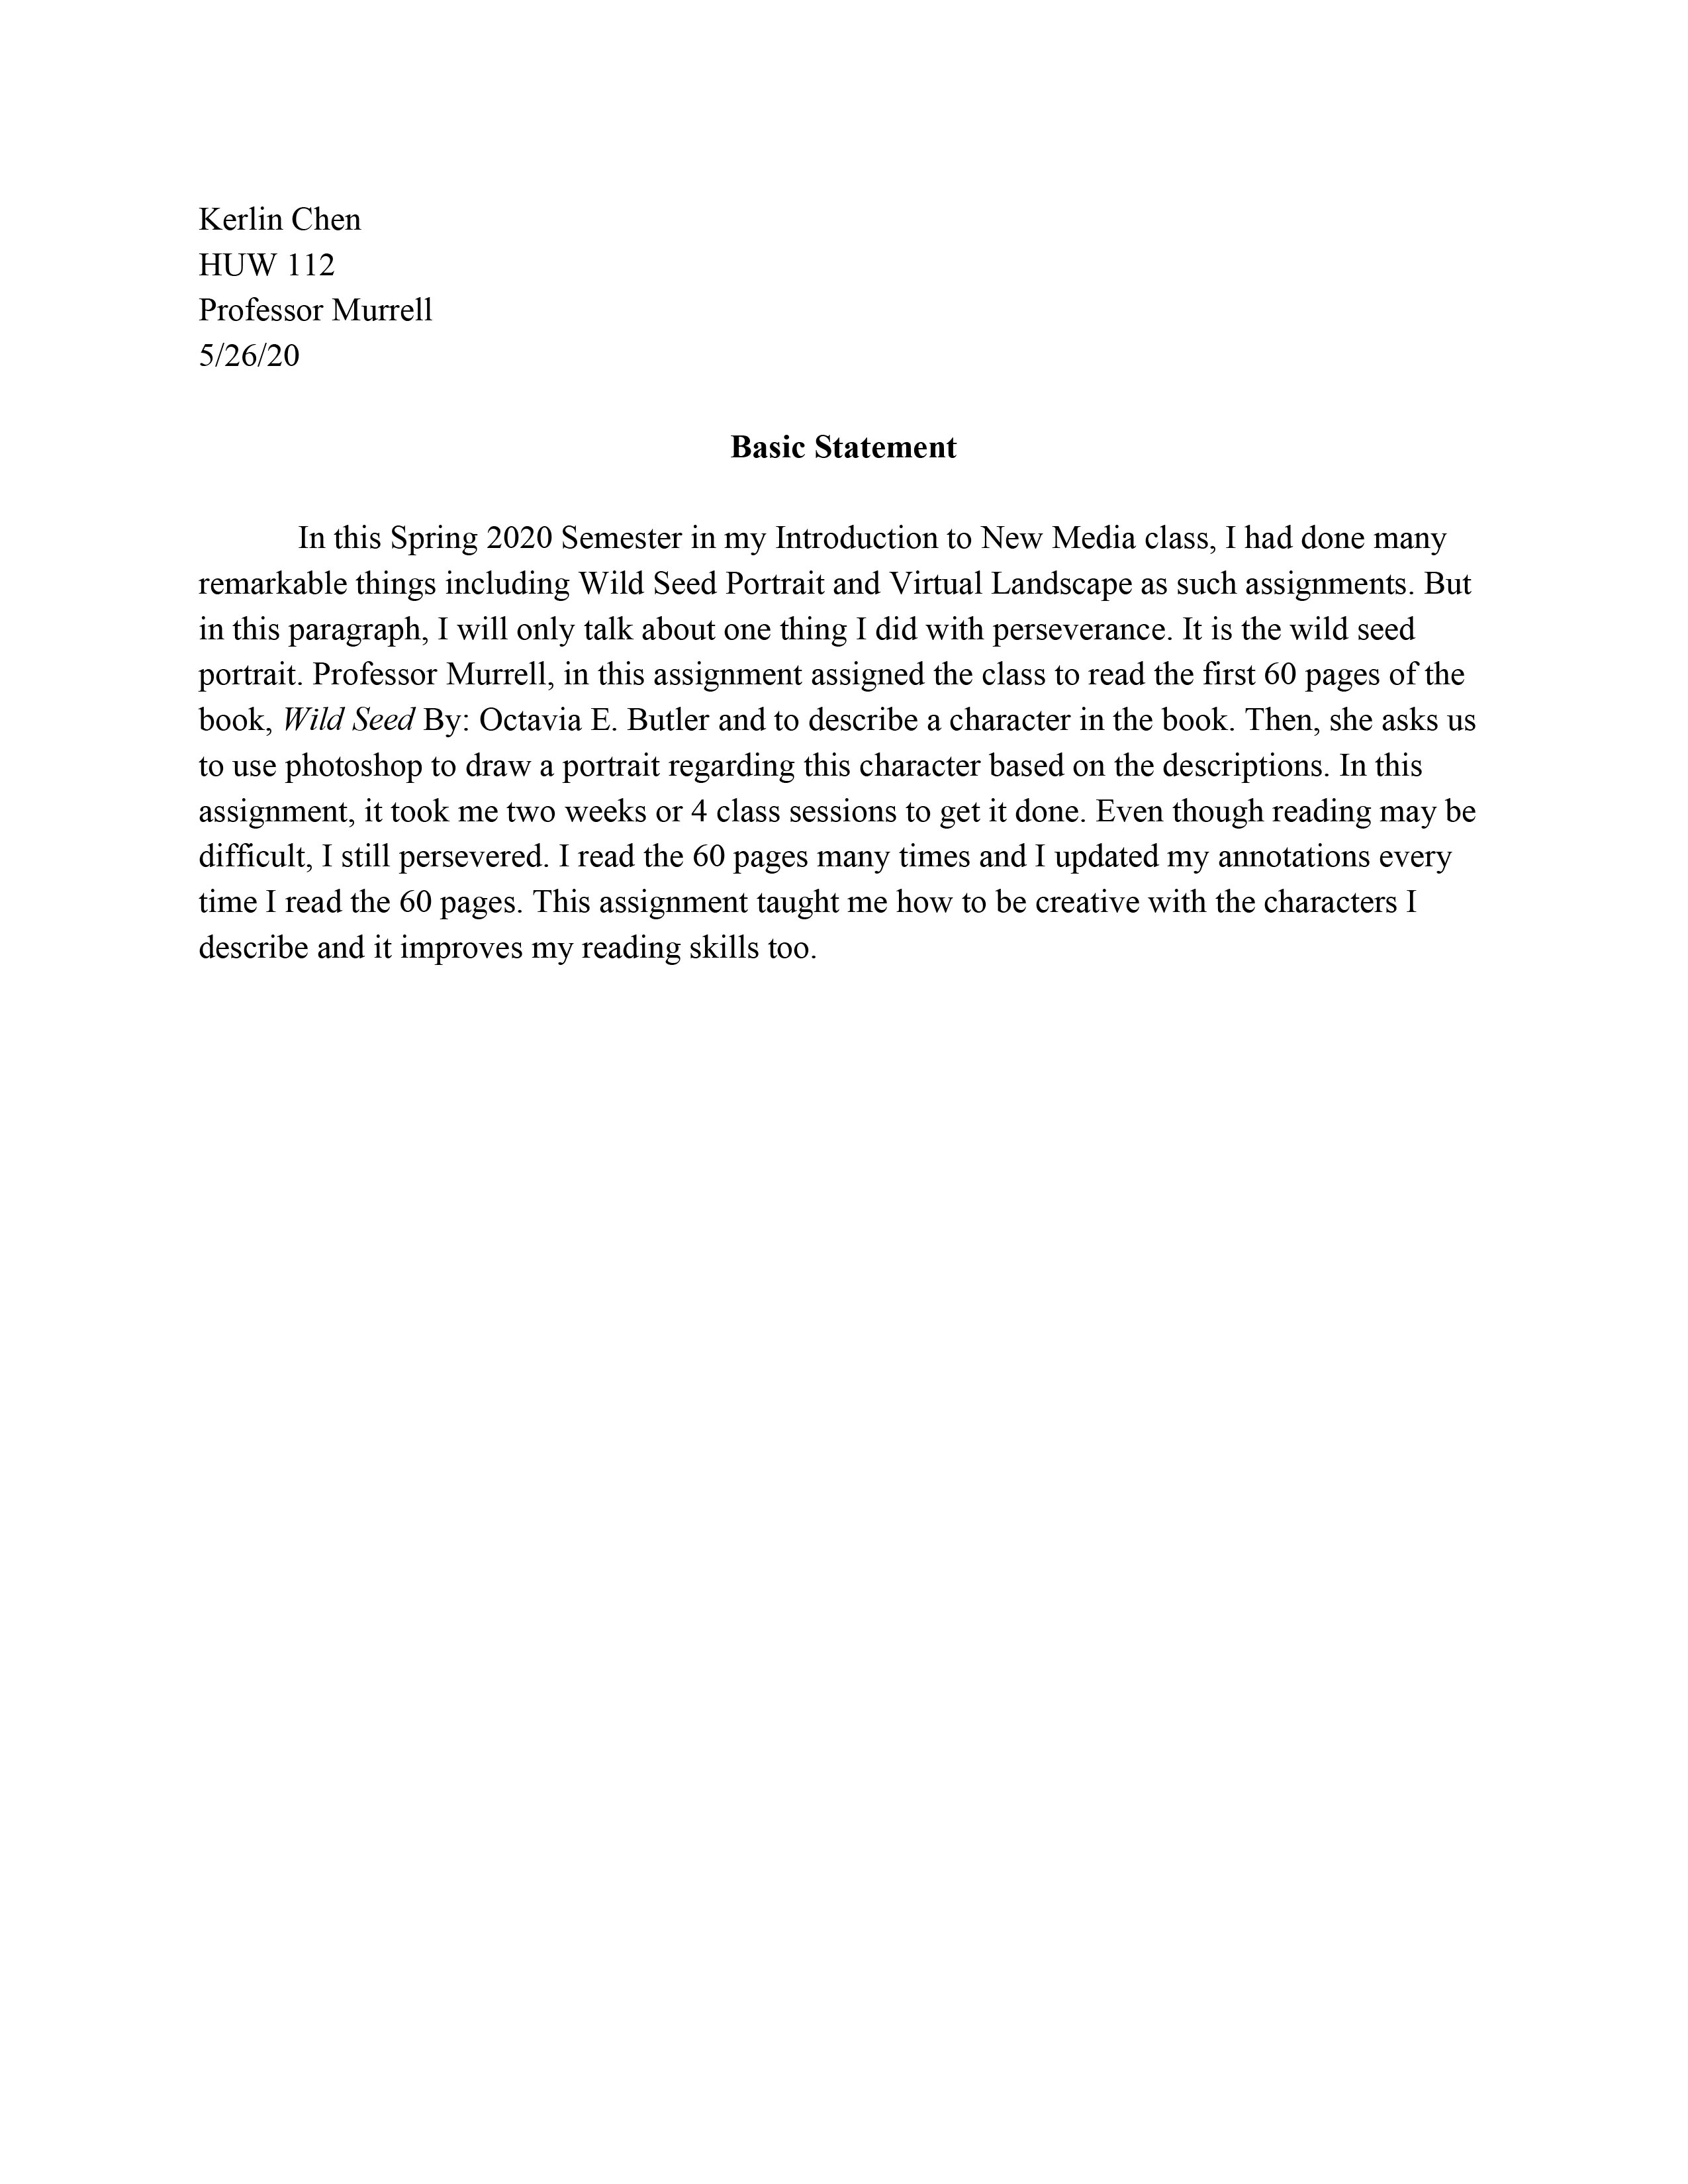 Kerlin Chen
HUW 112
Professor Murrell
5/26/20
Basic Statement
In this Spring 2020 Semester in my Introduction to New Media class, I had done many
remarkable things including Wild Seed Portrait and Virtual Landscape as such assignments. But
in this paragraph, I will only talk about one thing I did with perseverance. It is the wild seed
portrait. Professor Murrell, in this assignment assigned the class to read the first 60 pages of the
book, Wild Seed By: Octavia E. Butler and to describe a character in the book. Then, she asks us
to use photoshop to draw a portrait regarding this character based on the descriptions. In this
assignment, it took me two weeks or 4 class sessions to get it done. Even though reading may be
difficult, I still persevered. I read the 60 pages many times and I updated my annotations every
time I read the 60 pages. This assignment taught me how to be creative with the characters I
describe and it improves my reading skills too.